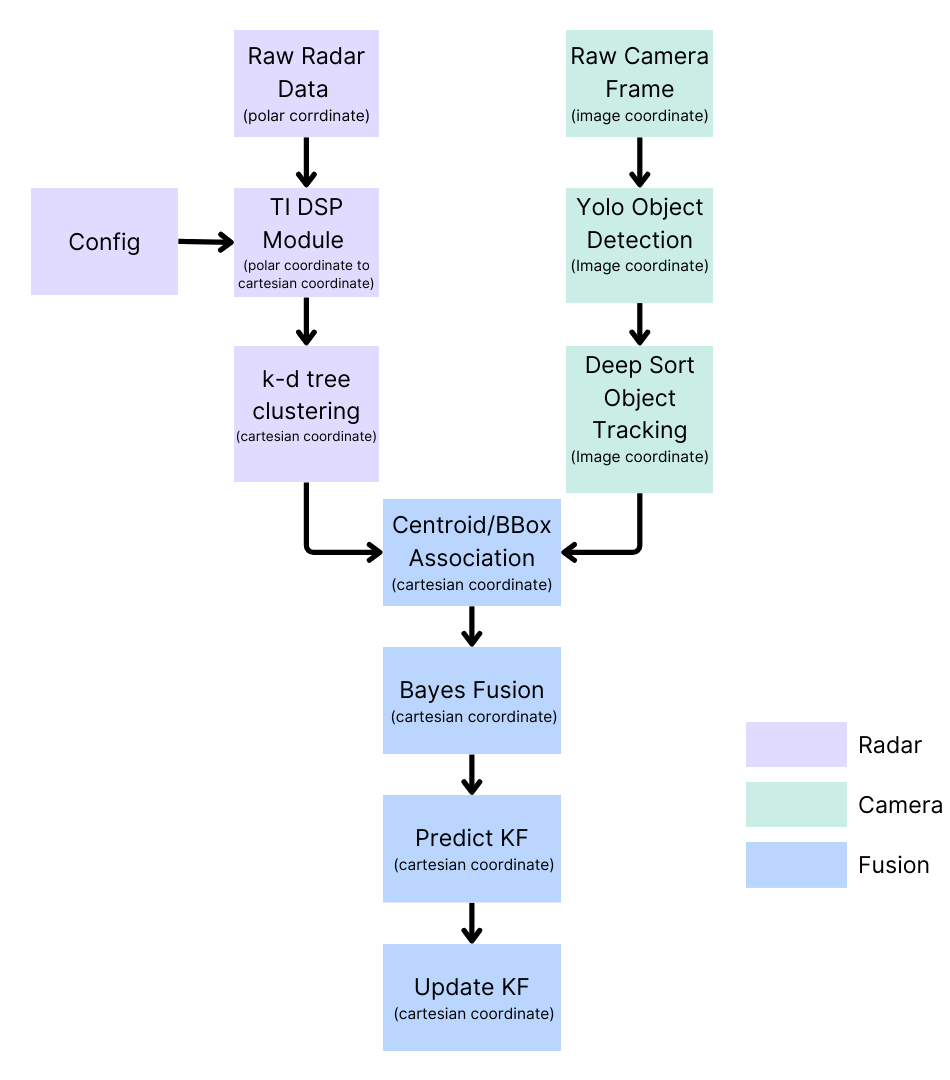 Raw Radar
Data
(polar corrdinate)
Raw Camera
Frame
(image coordinate)
Config
TI DSP
Module
(polar coordinate to
cartesian coordinate)
Yolo Object
Detection
(Image coordinate)
k-d tree
clustering
(cartesian coordinate)
Deep Sort
Object
Tracking
(Image coordinate)
Centroid/BBox
Association
(cartesian coordinate)
Bayes Fusion
(cartesian corordinate)
Predict KF
(cartesian coordinate)
Update KF
(cartesian coordinate)
Radar
Camera
Fusion